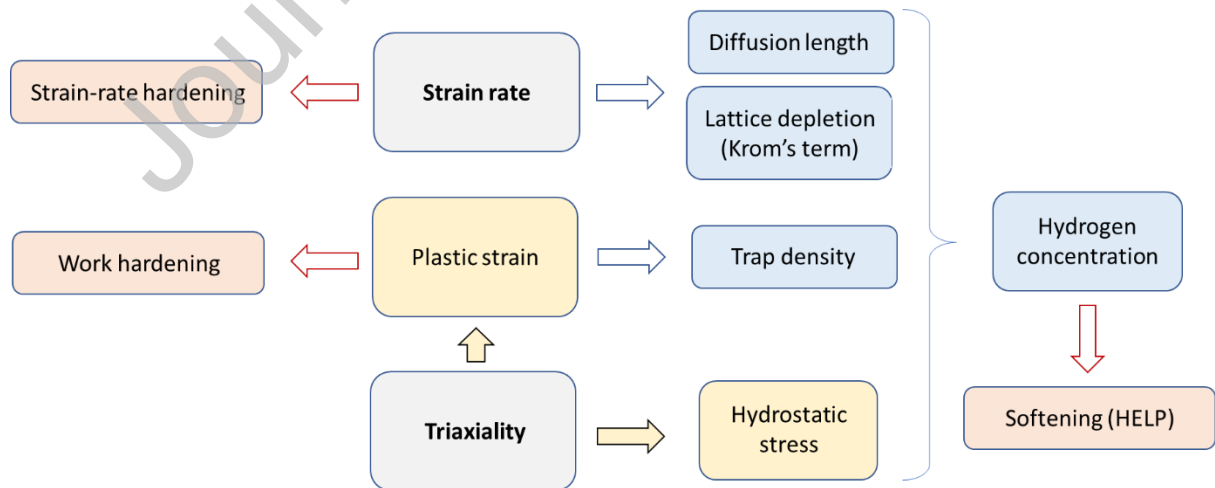 Diffusion length
Strain-rate hardening
Strain rate
Lattice depletion
(Krom's term)
Hydrogen
concentration
Work hardening
Plastic strain
Trap density
Triaxiality
Hydrostatic
stress
Softening (HELP)
Journ